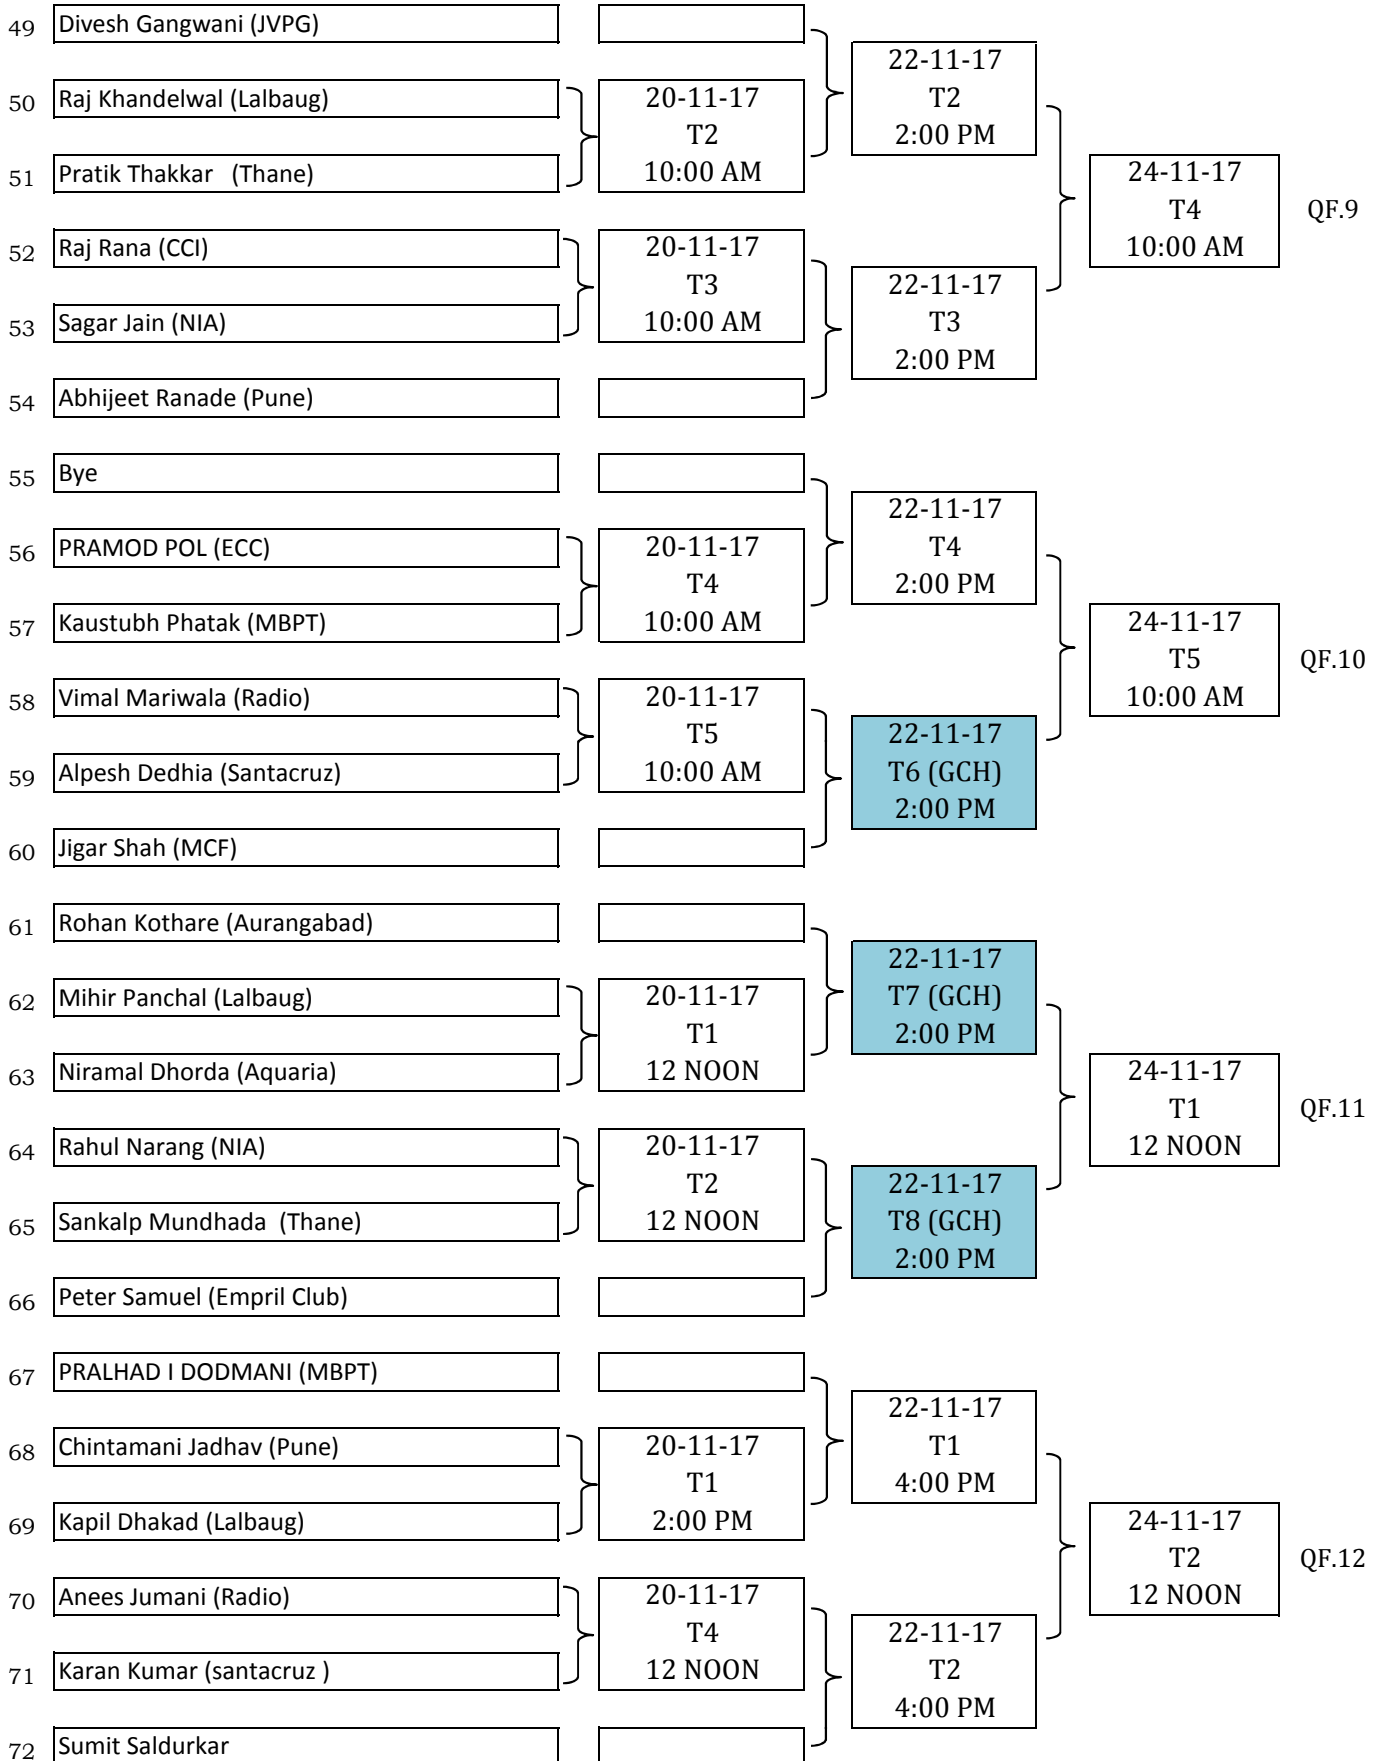 49 Divesh Gangwani (JVPG)
22-11-17
50 Raj Khandelwal (Lalbaug) 20-11-17 T2
T2 2:00 PM
51 Pratik Thakkar (Thane) 10:00 AM 24-11-17
T4 QF.9
52 Raj Rana (CCI) 20-11-17 10:00 AM
T3 22-11-17
53 Sagar Jain (NIA) 10:00 AM T3
2:00 PM
54 Abhijeet Ranade (Pune)
55 Bye
22-11-17
56 PRAMOD POL (ECC) 20-11-17 T4
T4 2:00 PM
57 Kaustubh Phatak (MBPT) 10:00 AM 24-11-17
T5 QF.10
58 Vimal Mariwala (Radio) 20-11-17 10:00 AM
T5 22-11-17
59 Alpesh Dedhia (Santacruz) 10:00 AM T6 (GCH)
2:00 PM
60 Jigar Shah (MCF)
61 Rohan Kothare (Aurangabad)
22-11-17
62 Mihir Panchal (Lalbaug) 20-11-17 T7 (GCH)
T1 2:00 PM
63 Niramal Dhorda (Aquaria) 12 NOON 24-11-17
T1 QF.11
64 Rahul Narang (NIA) 20-11-17 12 NOON
T2 22-11-17
65 Sankalp Mundhada (Thane) 12 NOON T8 (GCH)
2:00 PM
66 Peter Samuel (Empril Club)
67 PRALHAD I DODMANI (MBPT)
22-11-17
68 Chintamani Jadhav (Pune) 20-11-17 T1
T1 4:00 PM
69 Kapil Dhakad (Lalbaug) 2:00 PM 24-11-17
T2 QF.12
70 Anees Jumani (Radio) 20-11-17 12 NOON
T4 22-11-17
71 Karan Kumar (santacruz ) 12 NOON T2
4:00 PM
72 Sumit Saldurkar